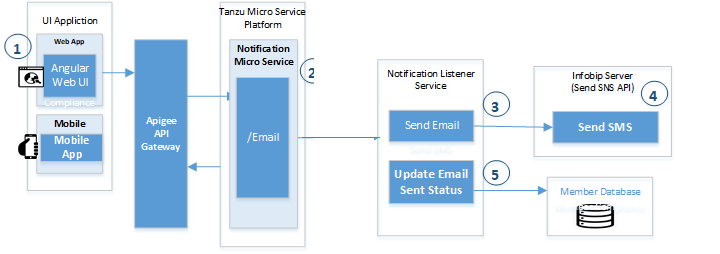 UI Appliction
Web App
1
Angular
Web UI
Compliance
Mobile
Mobile
App
Apigee
API
Gateway
Tanzu Micro Service
Platform
Notification
Micro Service
2
/Email
Notification Listener
Service
3
Send Email
Update Email
Sent Status
5
Infobip Server
(Send SNS API)
4
Send SMS
Member Database